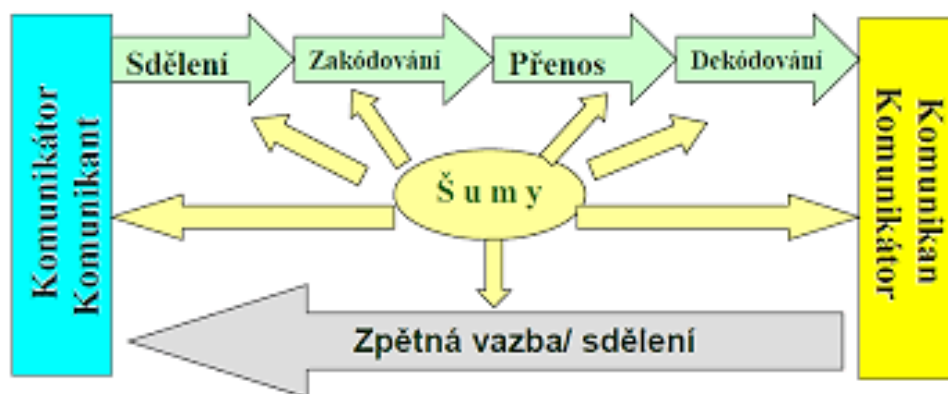 Komunikátor
Komunikant
Sdělení
Zakódování
Přenos
Dekódování
Šumy
Komunikan
Komunikátor
Zpětná vazba/ sdělení